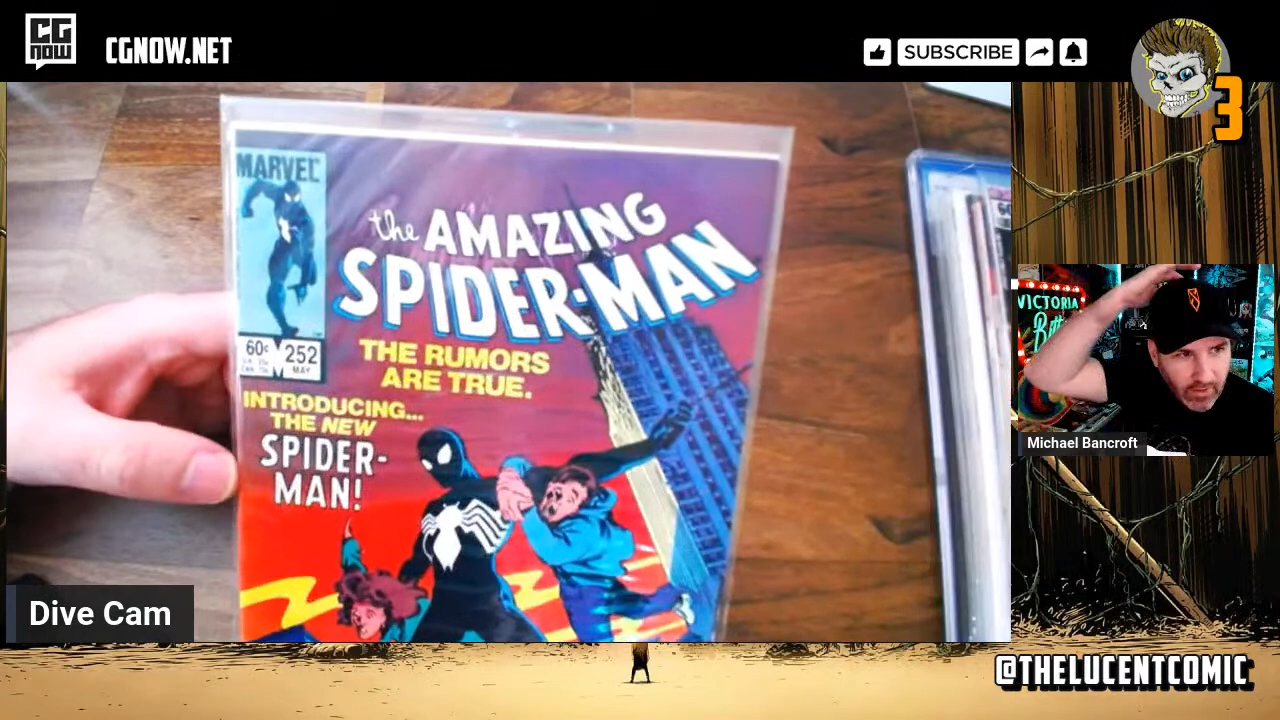 CG
NOW
CGNOW.NET
SUBSCRIBE
3
MARVEL
the AMAZING
SPIDER-MAN
60¢
252
MAY
THE RUMORS
ARE TRUE.
INTRODUCING...
THE NEW
SPIDER-
MAN!
VICTORIA
Michael Bancroft
Dive Cam
@THELUCENTCOMIC